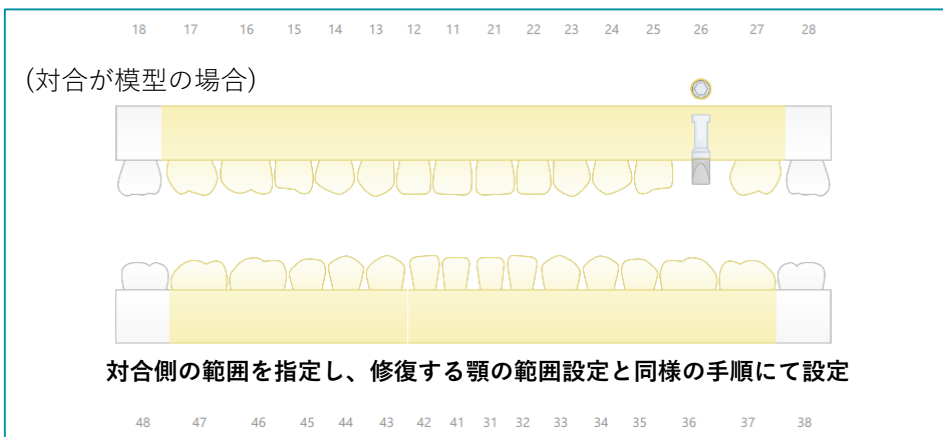 18 17 16 15 14 13 12 11 21 22 23 24 25 26 27 28
(対合が模型の場合)
対合側の範囲を指定し、修復する顎の範囲設定と同様の手順にて設定
48 47 46 45 44 43 42 41 31 32 33 34 35 36 37 38